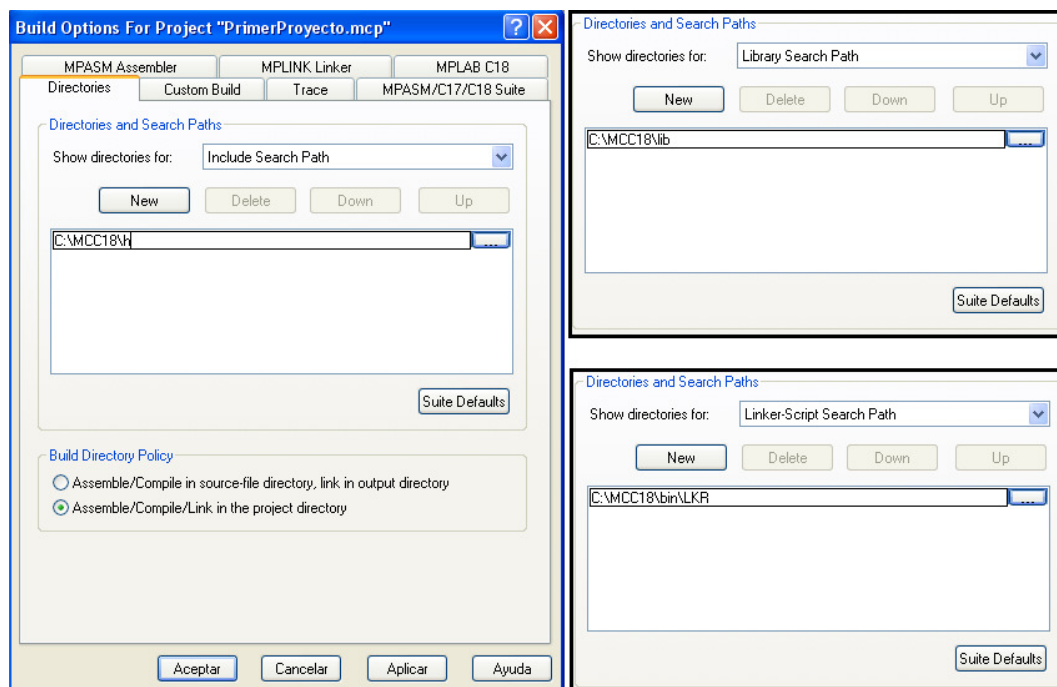 Build Options For Project "PrimerProyecto.mcp"
MPASM Assembler MPLINK Linker MPLAB C18
Directories Custom Build Trace MPASM/C17/C18 Suite
Directories and Search Paths
Show directories for: Include Search Path
New Delete Down Up
C:\MCC18\h ...
Suite Defaults
Build Directory Policy
Assemble/Compile in source-file directory, link in output directory
Assemble/Compile/Link in the project directory
Aceptar Cancelar Aplicar Ayuda
Directories and Search Paths
Show directories for: Library Search Path
New Delete Down Up
C:\MCC18\lib ...
Suite Defaults
Directories and Search Paths
Show directories for: Linker-Script Search Path
New Delete Down Up
C:\MCC18\bin\LKR ...
Suite Defaults